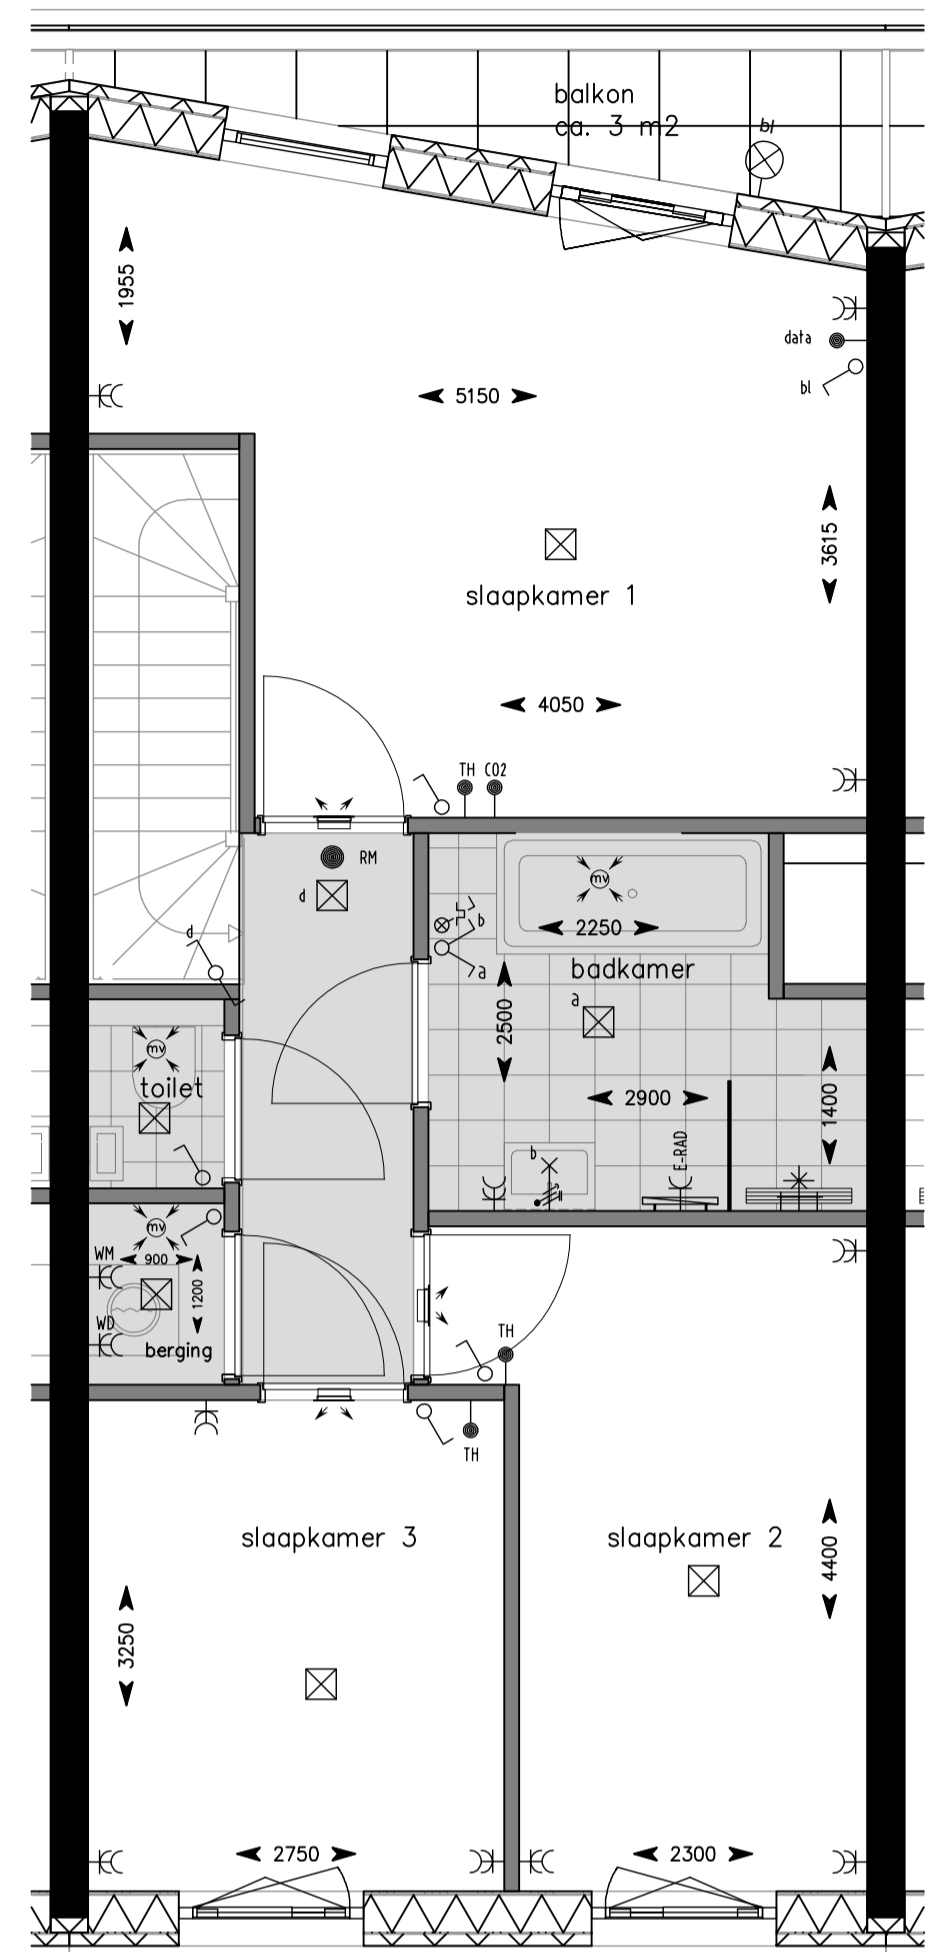 balkon
ca. 3 m2
bl
1955
data
bl
5150
3615
slaapkamer 1
4050
TH CO2
RM
d
mv
b
2250
d
a
badkamer
a
2500
mv
toilet
2900
1400
E-RAD
b
mv
WM
900
1200
WD
berging
TH
TH
slaapkamer 3
slaapkamer 2
4400
3250
2750
2300